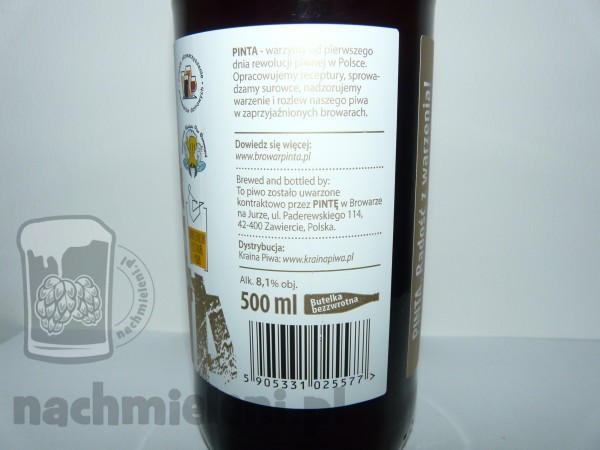 PINTA - warzymy od pierwszego
dnia rewolucji piwnej w Polsce.
Opracowujemy receptury, sprowa-
dzamy surowce, nadzorujemy
warzenie i rozlew naszego piwa
w zaprzyjaźnionych browarach.
Dowiedz się więcej:
www.browarpinta.pl
Brewed and bottled by:
To piwo zostało uwarzone
kontraktowo przez PINTĘ w Browarze
na Jurze, ul. Paderewskiego 114,
42-400 Zawiercie, Polska.
Dystrybucja:
Kraina Piwa: www.krainapiwa.pl
Alk. 8,1% obj.
500 ml
Butelka
bezzwrotna
5 905331 025577 >
PINTA Radość z warzenia!
nachmieleni.pl
nachmieleni.pl